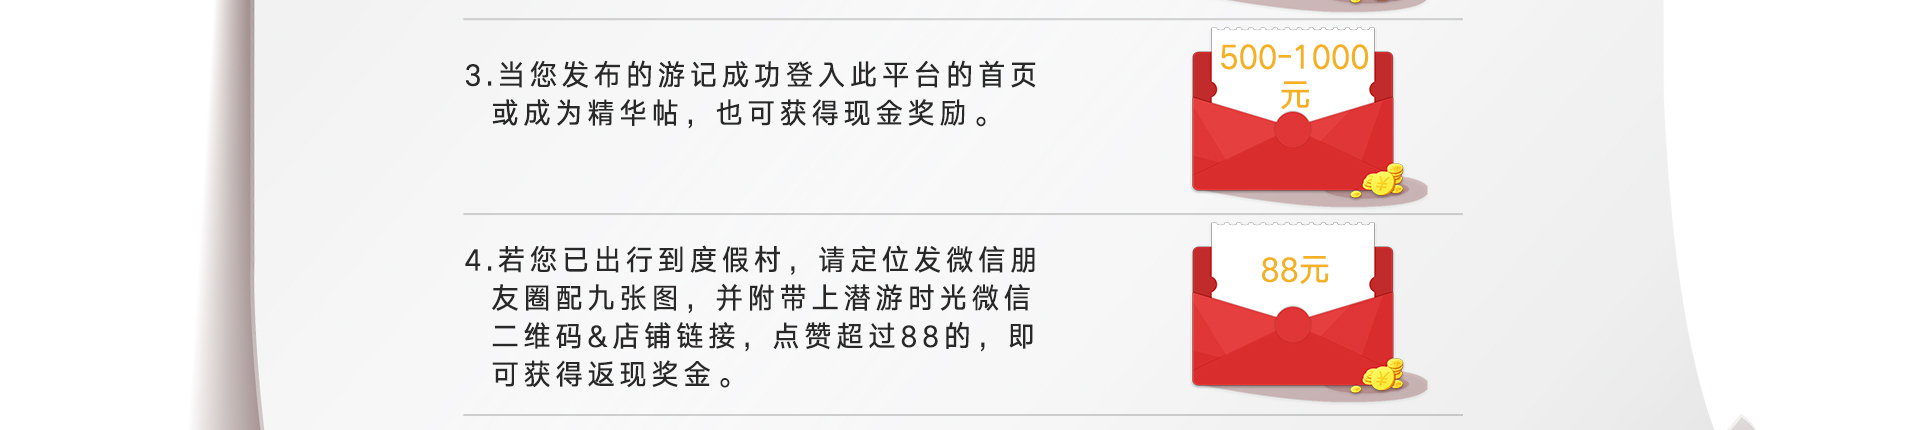 3.当您发布的游记成功登入此平台的首页
或成为精华帖，也可获得现金奖励。
500-1000
元
4.若您已出行到度假村，请定位发微信朋
友圈配九张图，并附带上潜游时光微信
二维码&店铺链接，点赞超过88的，即
可获得返现奖金。
88元